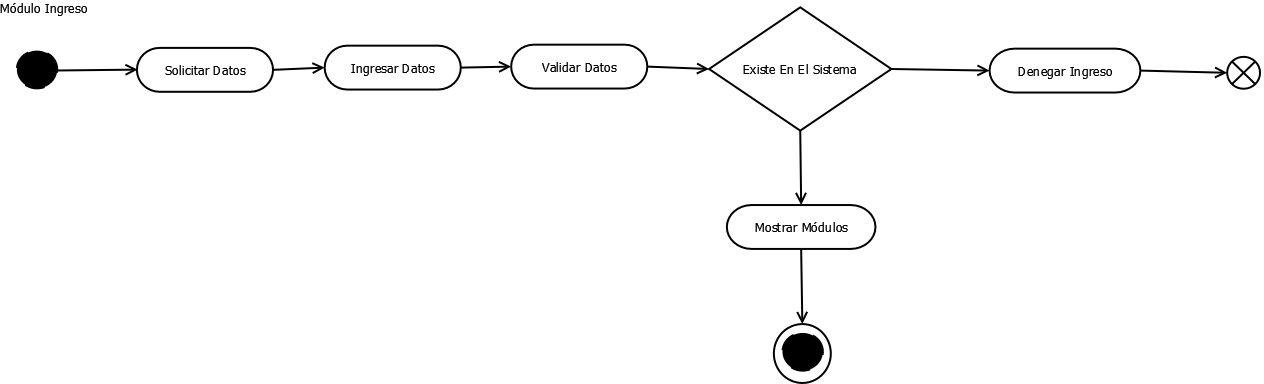 Módulo Ingreso
Solicitar Datos
Ingresar Datos
Validar Datos
Existe En El Sistema
Denegar Ingreso
Mostrar Módulos